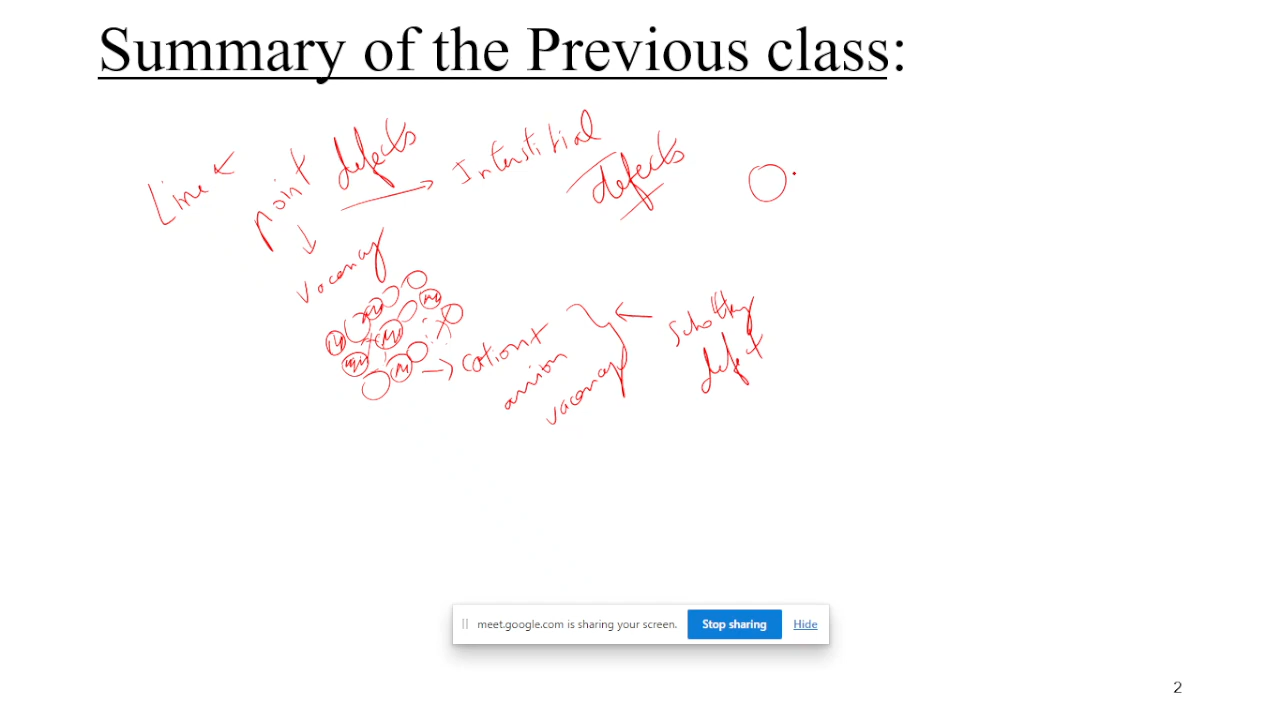 Summary of the Previous class:
Line ← point defects → Interstitial
defects
↓
vacancy
→ cation +
anion
vacancy
← Schottky
defect
meet.google.com is sharing your screen. Stop sharing Hide
2